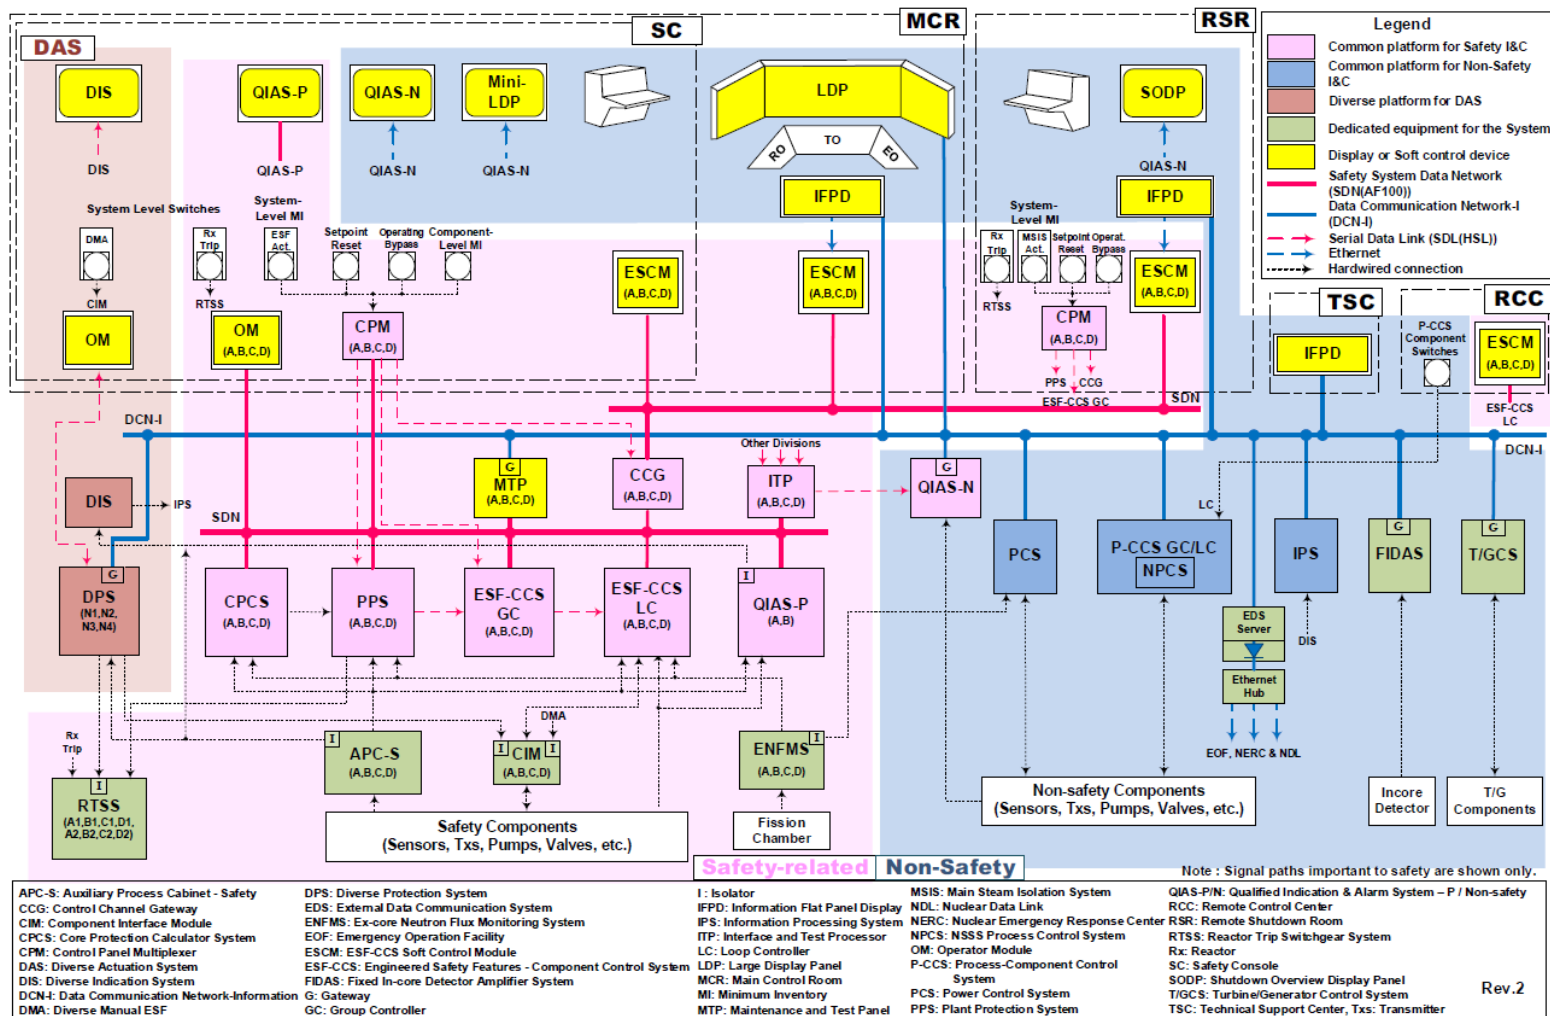 DAS
SC
MCR
RSR
Legend
Common platform for Safety I&C
Common platform for Non-Safety
I&C
Diverse platform for DAS
Dedicated equipment for the System
Display or Soft control device
Safety System Data Network
(SDN(AF100))
Data Communication Network-I
(DCN-I)
Serial Data Link (SDL(HSL))
Ethernet
Hardwired connection
DIS
QIAS-P
QIAS-N
Mini-
LDP
LDP
SODP
RO
TO
EO
DIS
QIAS-P
QIAS-N
QIAS-N
QIAS-N
IFPD
IFPD
System Level Switches
System-
Level MI
DMA
Rx
Trip
ESF
Act.
Setpoint
Reset
Operating
Bypass
Component-
Level MI
System-
Level MI
Rx
Trip
MSIS
Act.
Setpoint
Reset
Operat.
Bypass
CIM
RTSS
RTSS
OM
OM
(A,B,C,D)
CPM
(A,B,C,D)
ESCM
(A,B,C,D)
ESCM
(A,B,C,D)
CPM
(A,B,C,D)
ESCM
(A,B,C,D)
PPS
CCG
ESF-CCS GC
SDN
TSC
IFPD
RCC
P-CCS
Component
Switches
ESCM
(A,B,C,D)
ESF-CCS
LC
DCN-I
DCN-I
Other Divisions
DIS
IPS
G
MTP
(A,B,C,D)
CCG
(A,B,C,D)
ITP
(A,B,C,D)
G
QIAS-N
SDN
LC
G
DPS
(N1,N2,
N3,N4)
CPCS
(A,B,C,D)
PPS
(A,B,C,D)
ESF-CCS
GC
(A,B,C,D)
ESF-CCS
LC
(A,B,C,D)
I
QIAS-P
(A,B)
PCS
P-CCS GC/LC
NPCS
IPS
G
FIDAS
G
T/GCS
EDS
Server
DIS
Ethernet
Hub
EOF, NERC & NDL
DMA
Rx
Trip
I
RTSS
(A1,B1,C1,D1,
A2,B2,C2,D2)
I
APC-S
(A,B,C,D)
I
CIM
I
(A,B,C,D)
I
ENFMS
(A,B,C,D)
Safety Components
(Sensors, Txs, Pumps, Valves, etc.)
Fission
Chamber
Non-safety Components
(Sensors, Txs, Pumps, Valves, etc.)
Incore
Detector
T/G
Components
Safety-related
Non-Safety
Note : Signal paths important to safety are shown only.
APC-S: Auxiliary Process Cabinet - Safety
CCG: Control Channel Gateway
CIM: Component Interface Module
CPCS: Core Protection Calculator System
CPM: Control Panel Multiplexer
DAS: Diverse Actuation System
DIS: Diverse Indication System
DCN-I: Data Communication Network-Information
DMA: Diverse Manual ESF
DPS: Diverse Protection System
EDS: External Data Communication System
ENFMS: Ex-core Neutron Flux Monitoring System
EOF: Emergency Operation Facility
ESCM: ESF-CCS Soft Control Module
ESF-CCS: Engineered Safety Features - Component Control System
FIDAS: Fixed In-core Detector Amplifier System
G: Gateway
GC: Group Controller
I : Isolator
IFPD: Information Flat Panel Display
IPS: Information Processing System
ITP: Interface and Test Processor
LC: Loop Controller
LDP: Large Display Panel
MCR: Main Control Room
MI: Minimum Inventory
MTP: Maintenance and Test Panel
MSIS: Main Steam Isolation System
NDL: Nuclear Data Link
NERC: Nuclear Emergency Response Center
NPCS: NSSS Process Control System
OM: Operator Module
P-CCS: Process-Component Control
System
PCS: Power Control System
PPS: Plant Protection System
QIAS-P/N: Qualified Indication & Alarm System – P / Non-safety
RCC: Remote Control Center
RSR: Remote Shutdown Room
RTSS: Reactor Trip Switchgear System
Rx: Reactor
SC: Safety Console
SODP: Shutdown Overview Display Panel
T/GCS: Turbine/Generator Control System
TSC: Technical Support Center, Txs: Transmitter
Rev.2